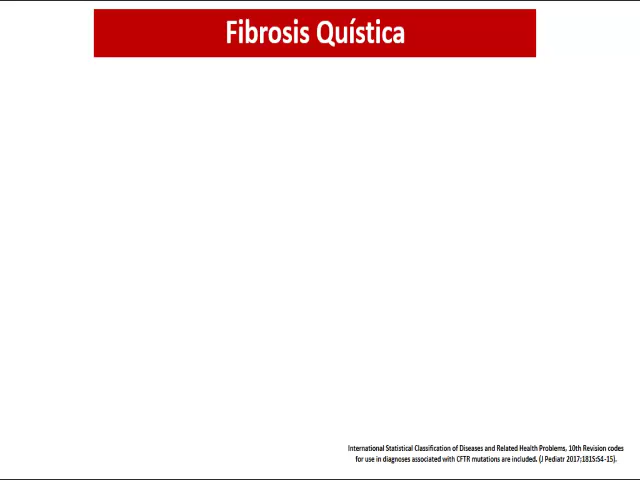 Fibrosis Quística
International Statistical Classification of Diseases and Related Health Problems, 10th Revision codes
for use in diagnoses associated with CFTR mutations are included. (J Pediatr 2017;181S:S4-15).